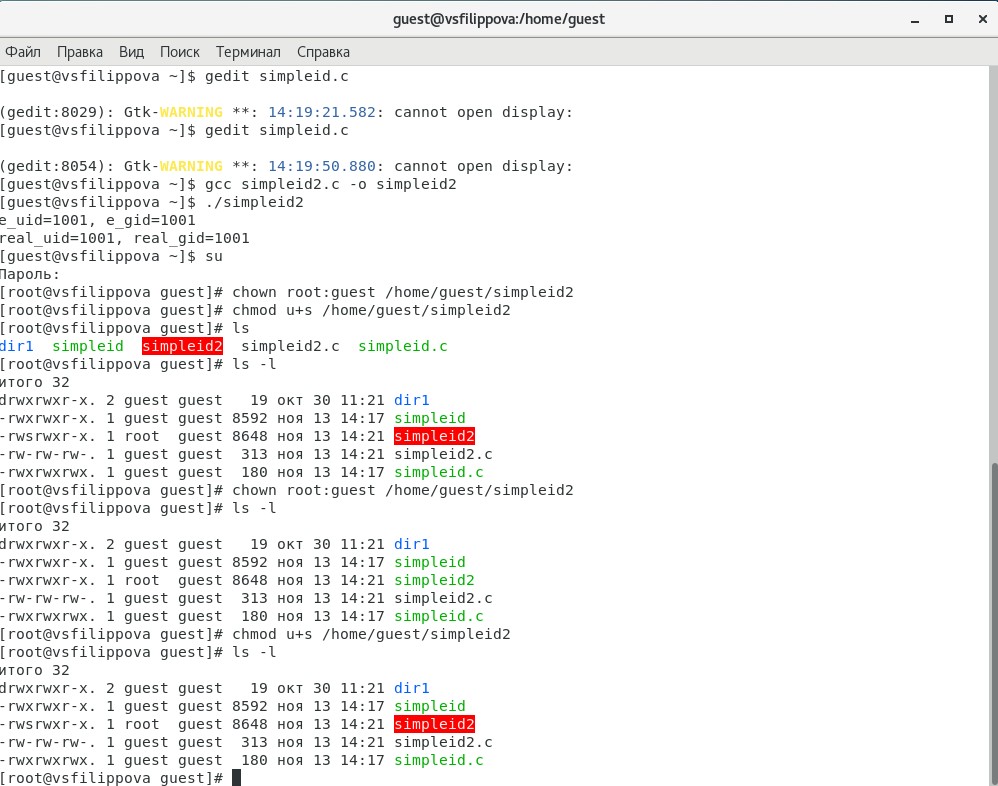 guest@vsfilippova:/home/guest
Файл Правка Вид Поиск Терминал Справка
[guest@vsfilippova ~]$ gedit simpleid.c
(gedit:8029): Gtk-WARNING **: 14:19:21.582: cannot open display:
[guest@vsfilippova ~]$ gedit simpleid.c
(gedit:8054): Gtk-WARNING **: 14:19:50.880: cannot open display:
[guest@vsfilippova ~]$ gcc simpleid2.c -o simpleid2
[guest@vsfilippova ~]$ ./simpleid2
e_uid=1001, e_gid=1001
real_uid=1001, real_gid=1001
[guest@vsfilippova ~]$ su
Пароль:
[root@vsfilippova guest]# chown root:guest /home/guest/simpleid2
[root@vsfilippova guest]# chmod u+s /home/guest/simpleid2
[root@vsfilippova guest]# ls
dir1  simpleid  simpleid2  simpleid2.c  simpleid.c
[root@vsfilippova guest]# ls -l
итого 32
drwxrwxr-x. 2 guest guest   19 окт 30 11:21 dir1
-rwxrwxr-x. 1 guest guest 8592 ноя 13 14:17 simpleid
-rwsrwxr-x. 1 root  guest 8648 ноя 13 14:21 simpleid2
-rw-rw-rw-. 1 guest guest  313 ноя 13 14:21 simpleid2.c
-rwxrwxrwx. 1 guest guest  180 ноя 13 14:17 simpleid.c
[root@vsfilippova guest]# chown root:guest /home/guest/simpleid2
[root@vsfilippova guest]# ls -l
итого 32
drwxrwxr-x. 2 guest guest   19 окт 30 11:21 dir1
-rwxrwxr-x. 1 guest guest 8592 ноя 13 14:17 simpleid
-rwxrwxr-x. 1 root  guest 8648 ноя 13 14:21 simpleid2
-rw-rw-rw-. 1 guest guest  313 ноя 13 14:21 simpleid2.c
-rwxrwxrwx. 1 guest guest  180 ноя 13 14:17 simpleid.c
[root@vsfilippova guest]# chmod u+s /home/guest/simpleid2
[root@vsfilippova guest]# ls -l
итого 32
drwxrwxr-x. 2 guest guest   19 окт 30 11:21 dir1
-rwxrwxr-x. 1 guest guest 8592 ноя 13 14:17 simpleid
-rwsrwxr-x. 1 root  guest 8648 ноя 13 14:21 simpleid2
-rw-rw-rw-. 1 guest guest  313 ноя 13 14:21 simpleid2.c
-rwxrwxrwx. 1 guest guest  180 ноя 13 14:17 simpleid.c
[root@vsfilippova guest]#